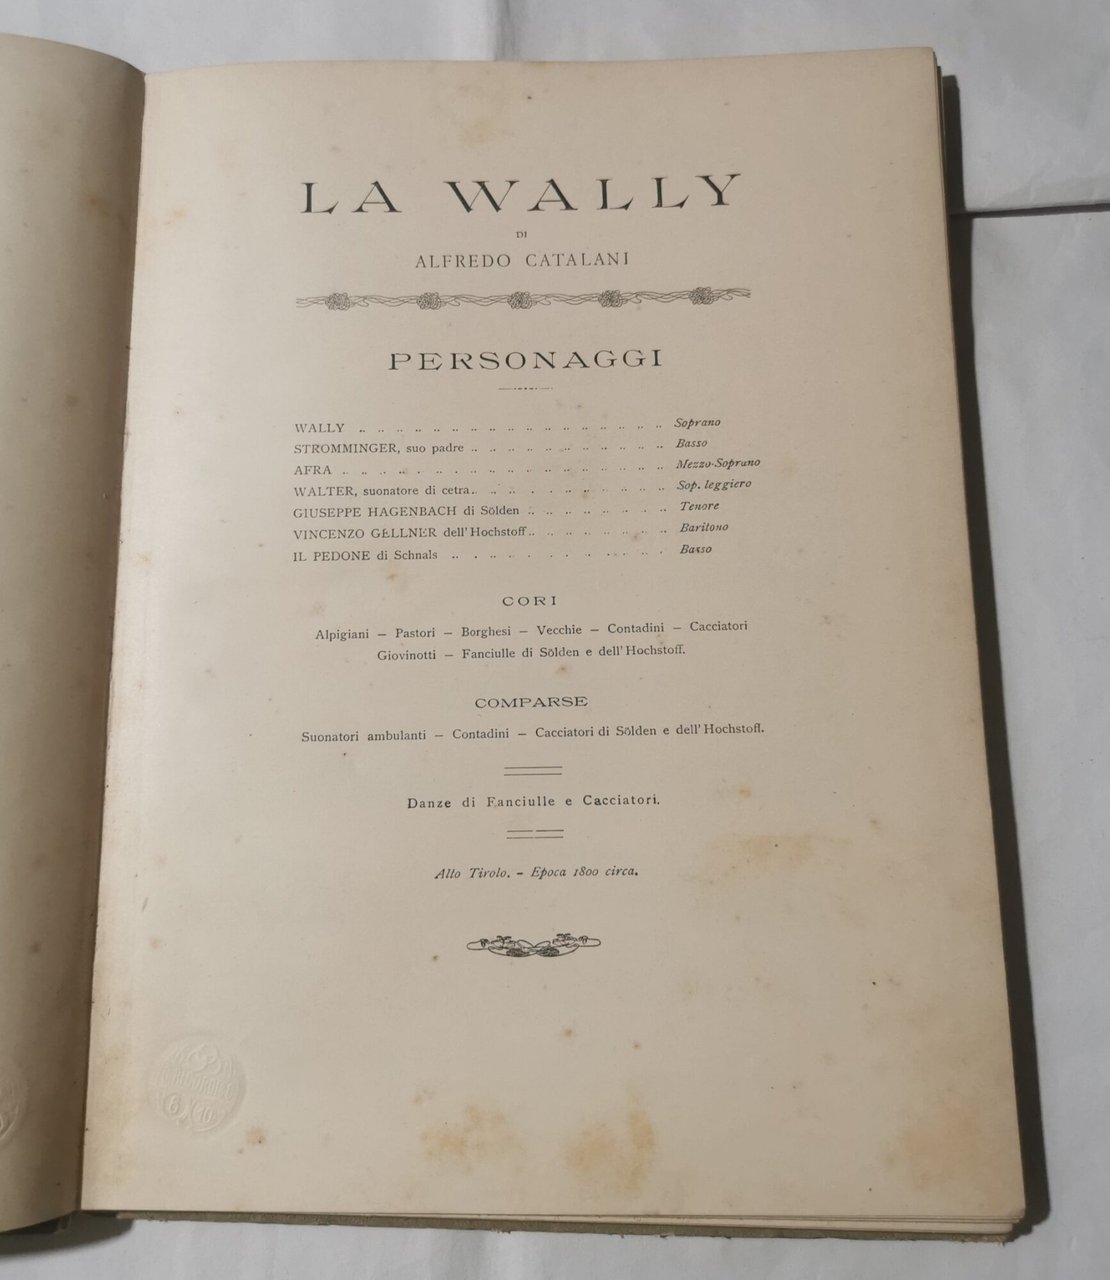 LA WALLY
DI
ALFREDO CATALANI
PERSONAGGI
WALLY .. .. .. .. .. .. .. .. .. .. .. .. .. .. .. .. .. Soprano
STROMMINGER, suo padre .. .. .. .. .. .. .. .. .. .. .. Basso
AFRA .. .. .. .. .. .. .. .. .. .. .. .. .. .. .. .. .. .. Mezzo-Soprano
WALTER, suonatore di cetra.. .. .. .. .. .. .. .. .. .. .. Sop. leggiero
GIUSEPPE HAGENBACH di Sölden .. .. .. .. .. .. .. .. Tenore
VINCENZO GELLNER dell'Hochstoff.. .. .. .. .. .. .. .. Baritono
IL PEDONE di Schnals .. .. .. .. .. .. .. .. .. .. .. .. Basso
CORI
Alpigiani — Pastori — Borghesi — Vecchie — Contadini — Cacciatori
Giovinotti — Fanciulle di Sölden e dell'Hochstoff.
COMPARSE
Suonatori ambulanti — Contadini — Cacciatori di Sölden e dell'Hochstoff.
Danze di Fanciulle e Cacciatori.
Alto Tirolo. - Epoca 1800 circa.